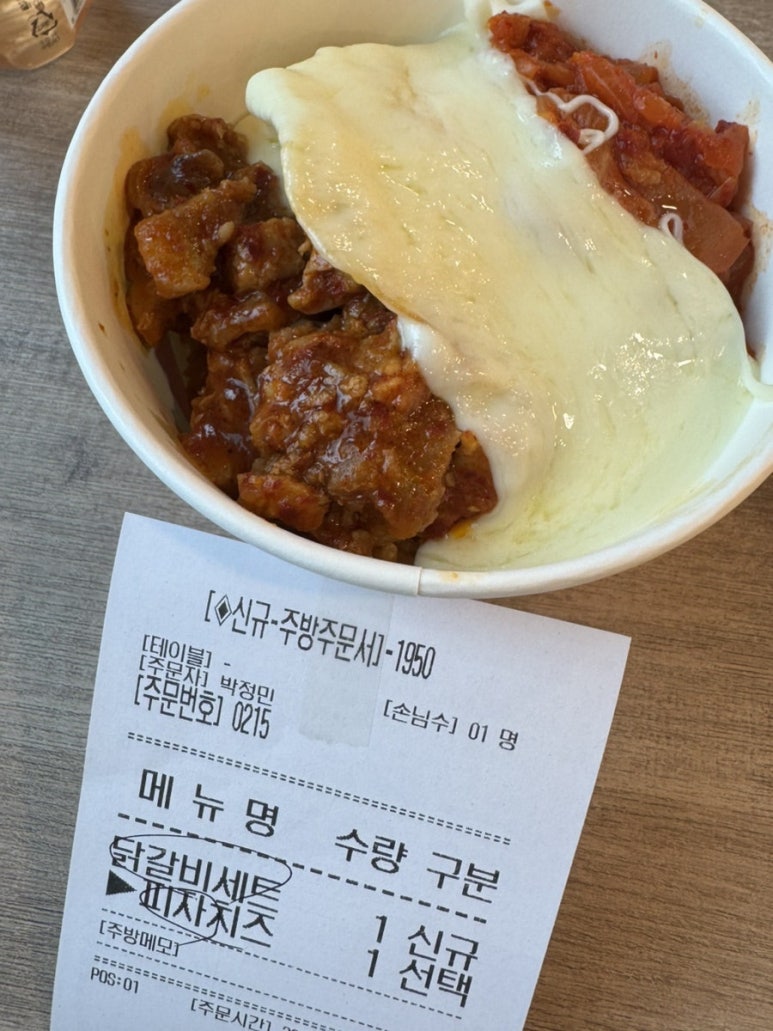 [◈신규-주방주문서]-1950
[테이블] -
[주문자] 박정민
[주문번호] 0215 [손님수] 01 명
메 뉴 명 수량 구분
닭갈비세트 1 신규
▶피자치즈 1 선택
[주방메모]
POS:01 [주문시간]